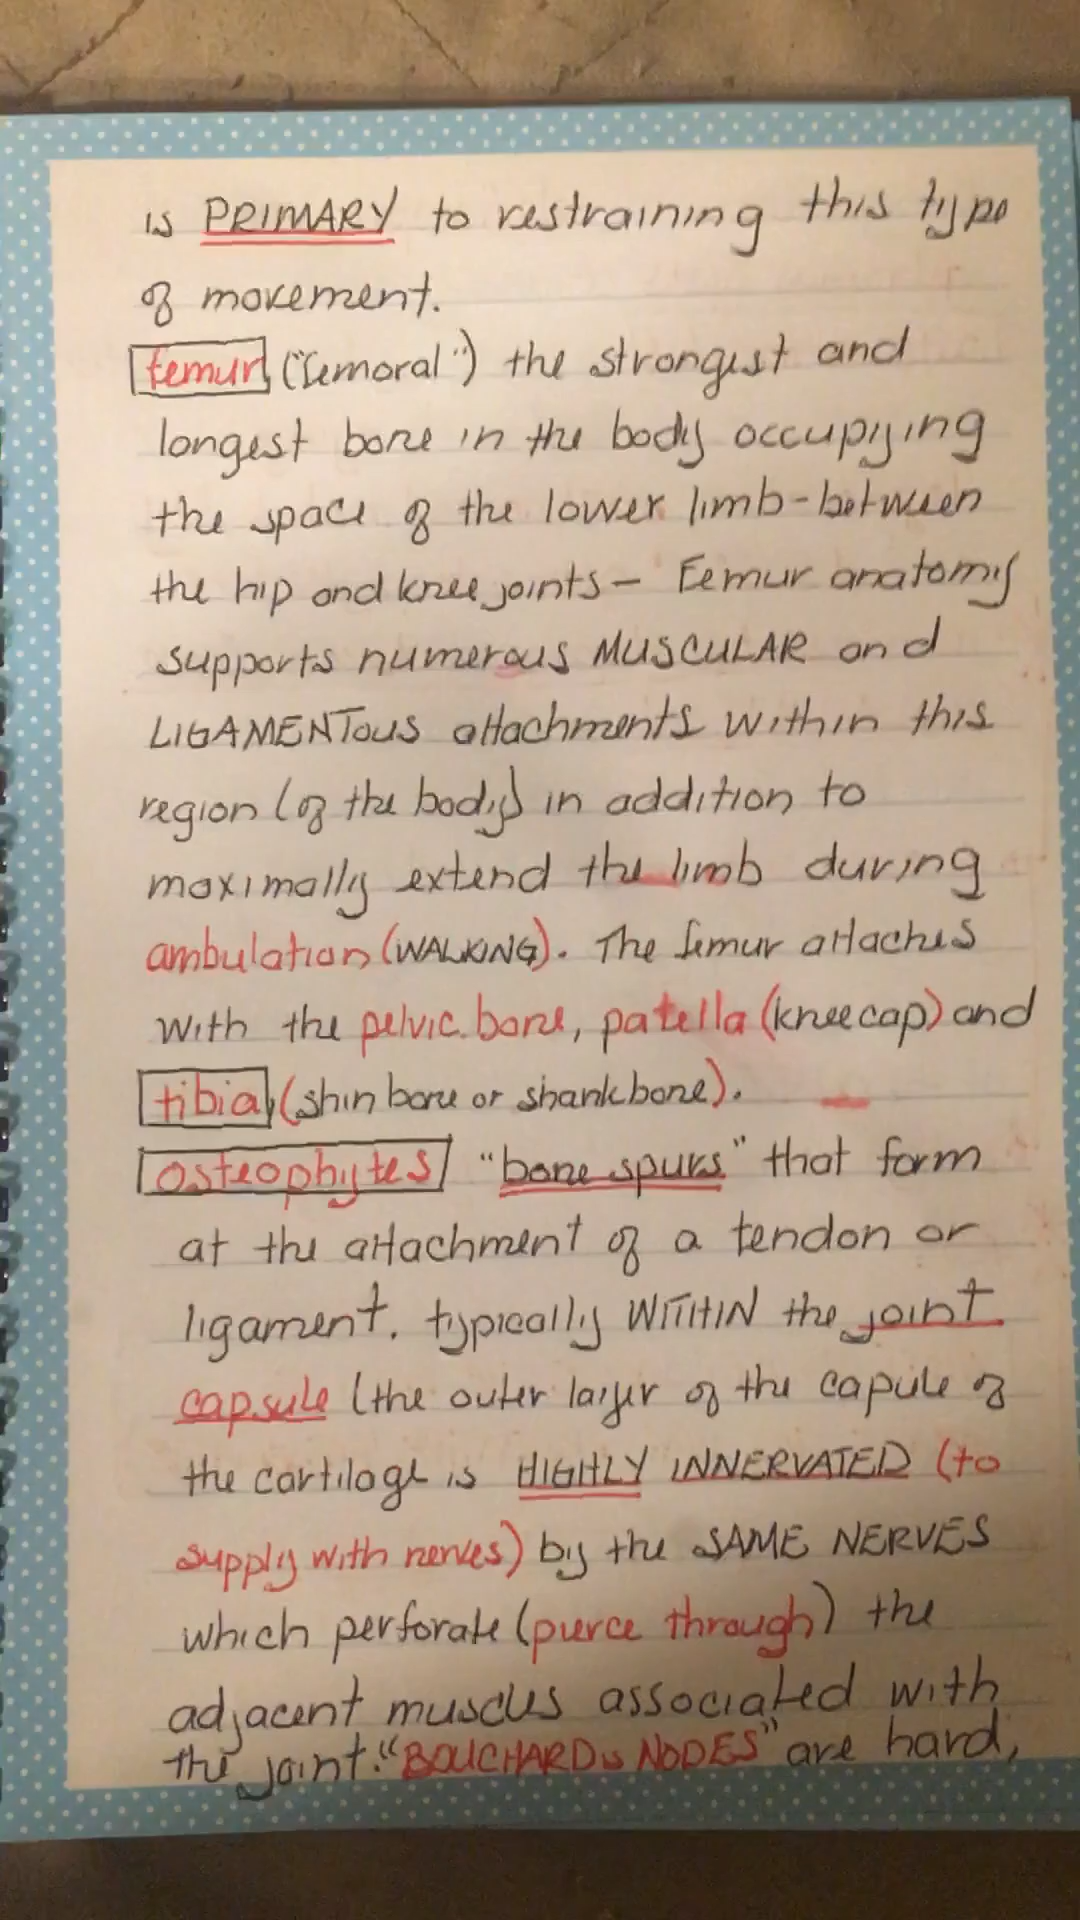 is PRIMARY to restraining this type
of movement.
femur ("femoral") the strongest and
longest bone in the body occupying
the space of the lower limb-between
the hip and knee joints- Femur anatomy
supports numerous MUSCULAR and
LIGAMENTOUS attachments within this
region (of the body) in addition to
maximally extend the limb during
ambulation (WALKING). The femur attaches
with the pelvic bone, patella (kneecap) and
tibia (shin bone or shankbone).
osteophytes "bone spurs" that form
at the attachment of a tendon or
ligament. typically WITHIN the joint
capsule (the outer layer of the capule of
the cartilage is HIGHLY INNERVATED (to
supply with nerves) by the SAME NERVES
which perforate (pierce through) the
adjacent muscles associated with
the joint. "BOUCHARDs NODES" are hard,